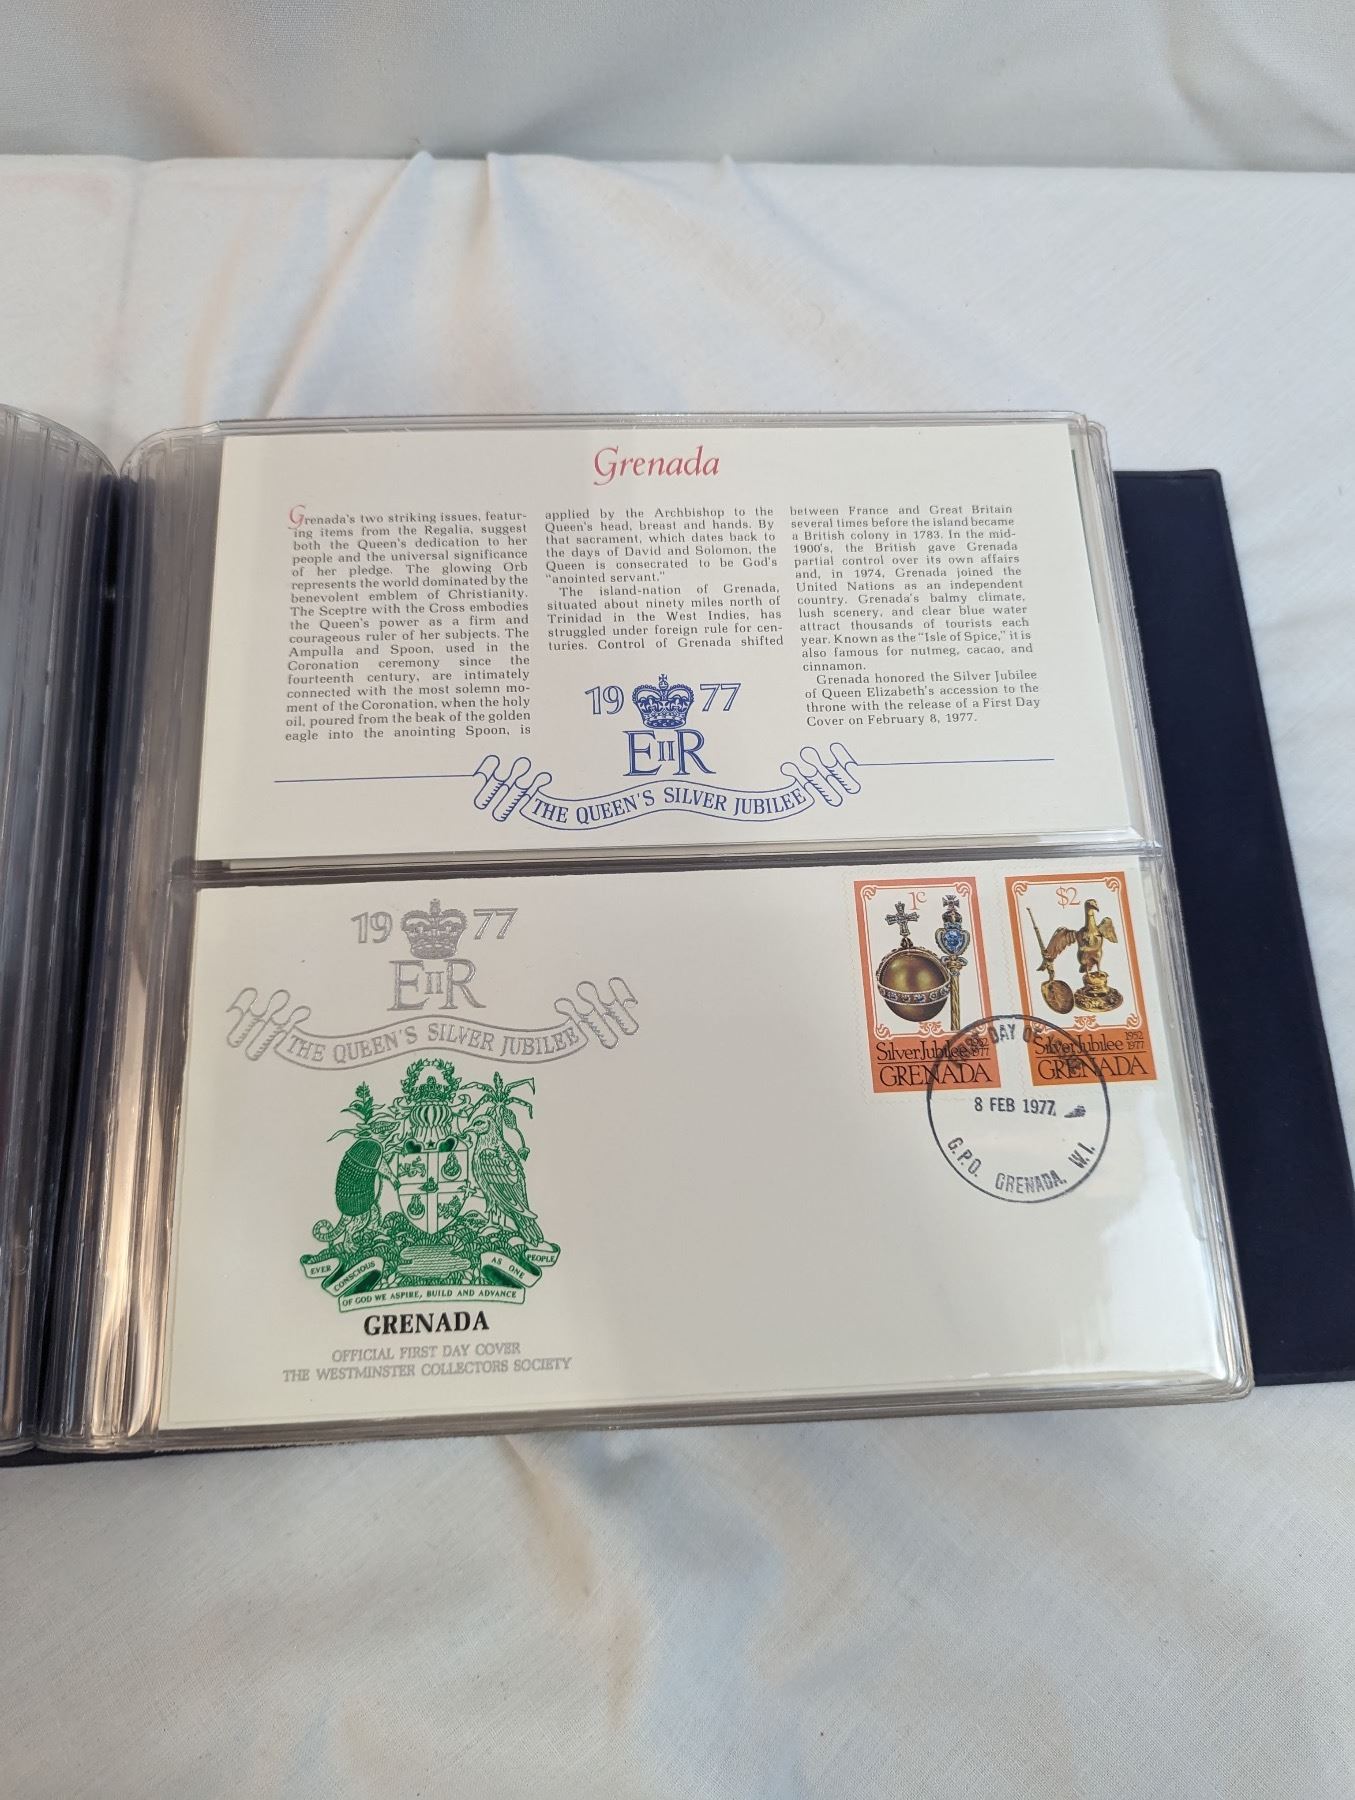 Grenada
Grenada's two striking issues, featur-
ing items from the Regalia, suggest
both the Queen's dedication to her
people and the universal significance
of her pledge. The glowing Orb
represents the world dominated by the
benevolent emblem of Christianity.
The Sceptre with the Cross embodies
the Queen's power as a firm and
courageous ruler of her subjects. The
Ampulla and Spoon, used in the
Coronation ceremony since the
fourteenth century, are intimately
connected with the most solemn mo-
ment of the Coronation, when the holy
oil, poured from the beak of the golden
eagle into the anointing Spoon, is
applied by the Archbishop to the
Queen's head, breast and hands. By
that sacrament, which dates back to
the days of David and Solomon, the
Queen is consecrated to be God's
"anointed servant."
The island-nation of Grenada,
situated about ninety miles north of
Trinidad in the West Indies, has
struggled under foreign rule for cen-
turies. Control of Grenada shifted
between France and Great Britain
several times before the island became
a British colony in 1783. In the mid-
1900's, the British gave Grenada
partial control over its own affairs
and, in 1974, Grenada joined the
United Nations as an independent
country. Grenada's balmy climate,
lush scenery, and clear blue water
attract thousands of tourists each
year. Known as the "Isle of Spice," it is
also famous for nutmeg, cacao, and
cinnamon.
Grenada honored the Silver Jubilee
of Queen Elizabeth's accession to the
throne with the release of a First Day
Cover on February 8, 1977.
19 77
EIIR
THE QUEEN'S SILVER JUBILEE
19 77
EIIR
THE QUEEN'S SILVER JUBILEE
EVER CONSCIOUS
OF GOD WE ASPIRE, BUILD AND ADVANCE
AS ONE PEOPLE
GRENADA
OFFICIAL FIRST DAY COVER
THE WESTMINSTER COLLECTORS SOCIETY
1c
Silver Jubilee 1952 1977
GRENADA
$2
Silver Jubilee 1952 1977
GRENADA
DAY OF
8 FEB 1977
G.P.O. GRENADA, W.I.